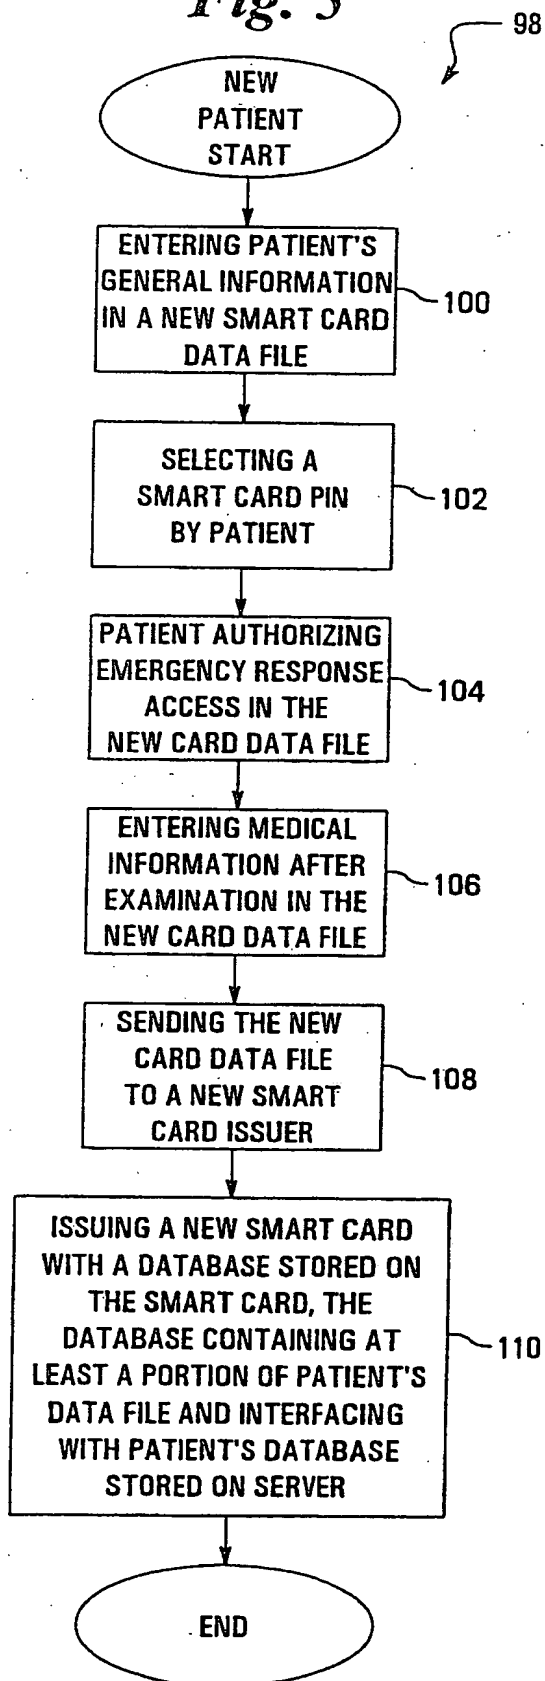 Fig. 5
98
NEW
PATIENT
START
ENTERING PATIENT'S
GENERAL INFORMATION
IN A NEW SMART CARD
DATA FILE
100
SELECTING A
SMART CARD PIN
BY PATIENT
102
PATIENT AUTHORIZING
EMERGENCY RESPONSE
ACCESS IN THE
NEW CARD DATA FILE
104
ENTERING MEDICAL
INFORMATION AFTER
EXAMINATION IN THE
NEW CARD DATA FILE
106
SENDING THE NEW
CARD DATA FILE
TO A NEW SMART
CARD ISSUER
108
ISSUING A NEW SMART CARD
WITH A DATABASE STORED ON
THE SMART CARD, THE
DATABASE CONTAINING AT
LEAST A PORTION OF PATIENT'S
DATA FILE AND INTERFACING
WITH PATIENT'S DATABASE
STORED ON SERVER
110
END